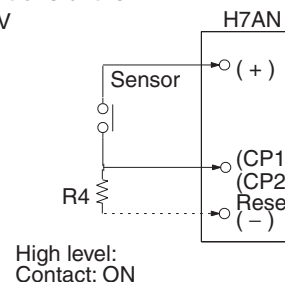 V
H7AN
Sensor
( + )
(CP1
(CP2
R4
Rese
( − )
High level:
Contact: ON